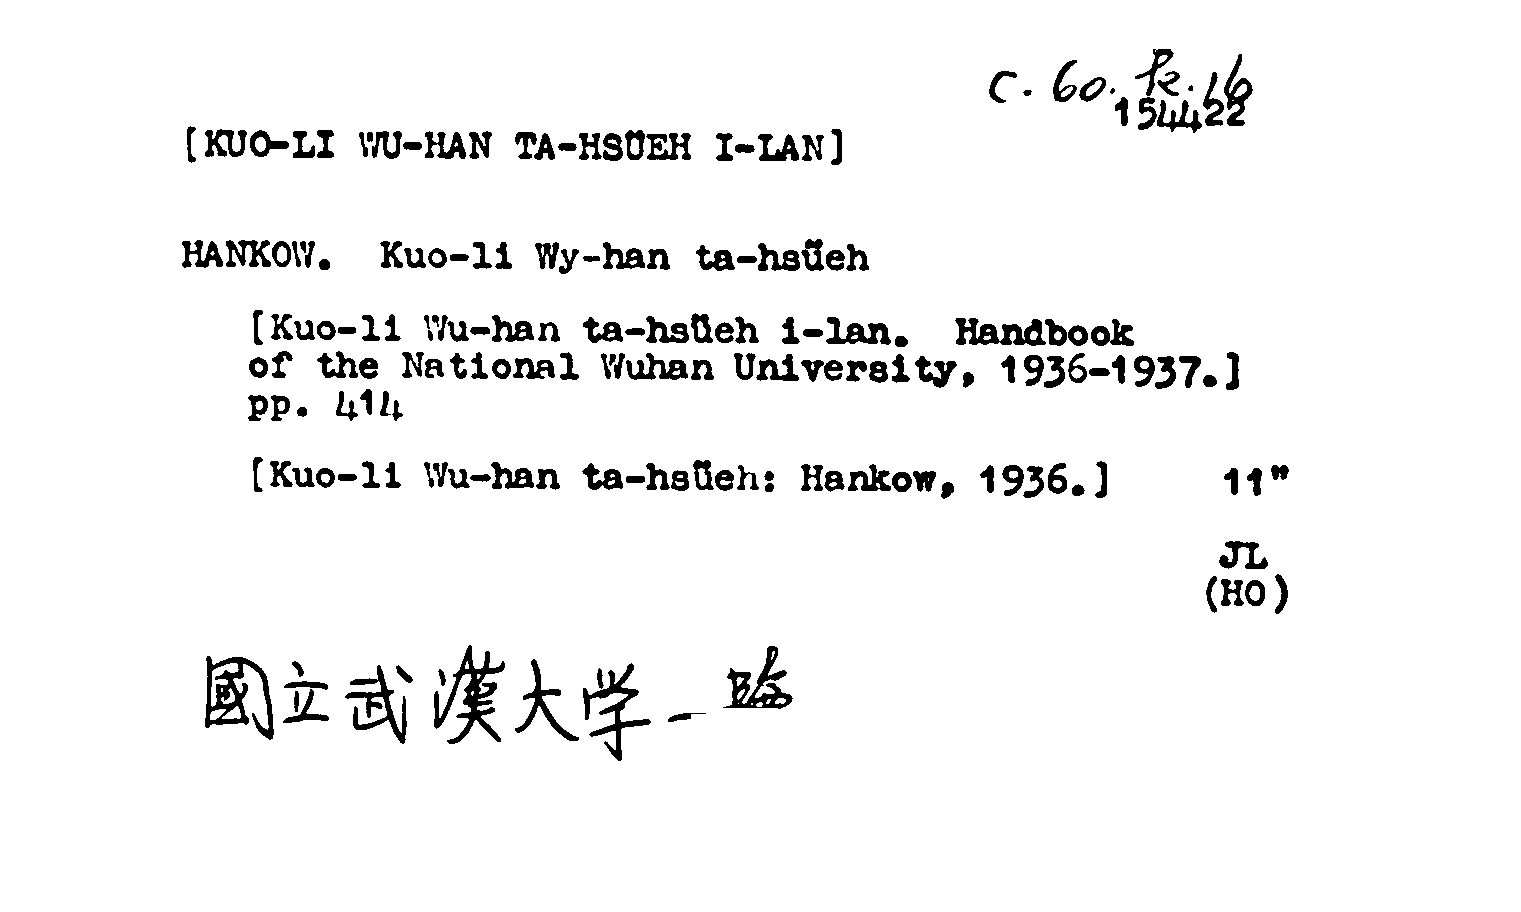 C. 60. k. 16
154422
[KUO-LI WU-HAN TA-HSÜEH I-LAN]
HANKOW. Kuo-li Wy-han ta-hsüeh
[Kuo-li Wu-han ta-hsüeh i-lan. Handbook
of the National Wuhan University, 1936-1937.]
pp. 414
[Kuo-li Wu-han ta-hsüeh: Hankow, 1936.] 11"
JL
(HO)
國立武漢大学一